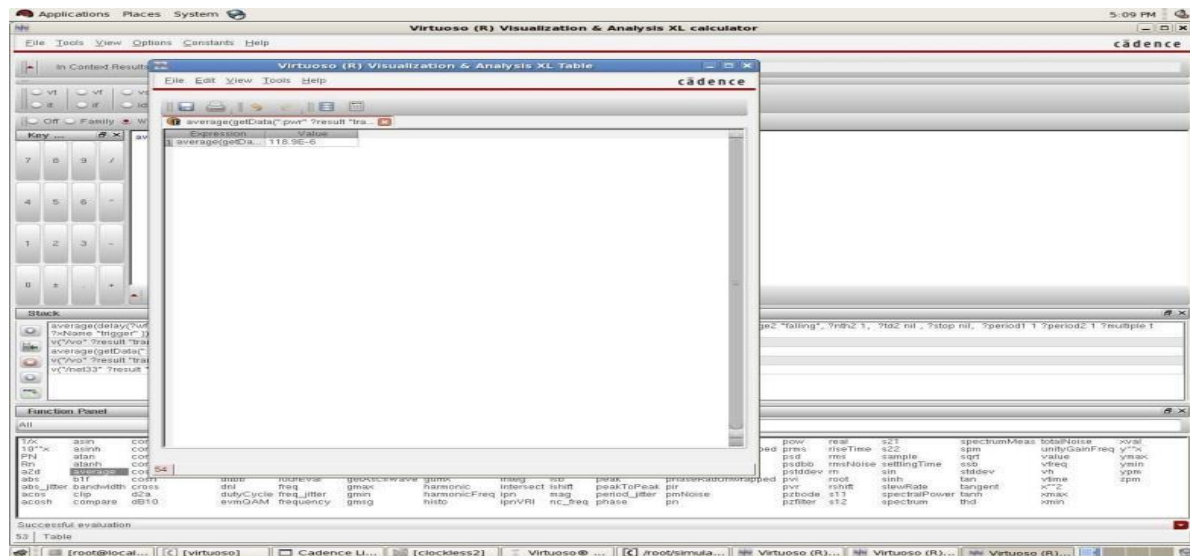 Applications Places System
5:09 PM
Virtuoso (R) Visualization & Analysis XL calculator
File Tools View Options Constants Help
cādence
In Context Results
Virtuoso (R) Visualization & Analysis XL Table
File Edit View Tools Help
cādence
vt vf
it if
Off Family
average(getData(":pwr" ?result "tra...
Key ...
Expression Value
1 average(getDa... 118.9E-6
7 8 9 /
4 5 6
1 2 3 -
0 ± . +
Stack
average(delay(?wf
?xName "trigger" ))
"falling", ?nth2 1, ?td2 nil , ?stop nil, ?period1 1 ?period2 1 ?multiple t
v("/vo" ?result "tra
average(getData(":
v("/vo" ?result "tra
v("/net33" ?result "
Function Panel
All
1/x asin pow real s21 spectrumMeas totalNoise xval
10**x asinh prms riseTime s22 spm unityGainFreq y**x
PN atan psd rms sample sqrt value ymax
Rn atanh psdbb rmsNoise settlingTime ssb vfreq ymin
a2d average pstddev rn sin stddev vh ypm
54
abs b1f cosh gumx integ isb peak phaseRadUnwrapped pvi root sinh tan vtime zpm
abs_jitter bandwidth cross dnl freq gmax harmonic intersect ishift peakToPeak pir pvr rshift slewRate tangent x**2
acos clip d2a dutyCycle freq_jitter gmin harmonicFreq ipn mag period_jitter pmNoise pzbode s11 spectralPower tanh xmax
acosh compare dB10 evmQAM frequency gmsg histo ipnVRI nc_freq phase pn pzfilter s12 spectrum thd xmin
Successful evaluation
53 Table
[root@local... [virtuoso] Cadence Li... [clockless2] Virtuoso® ... /root/simula... Virtuoso (R)... Virtuoso (R)... Virtuoso (R)...